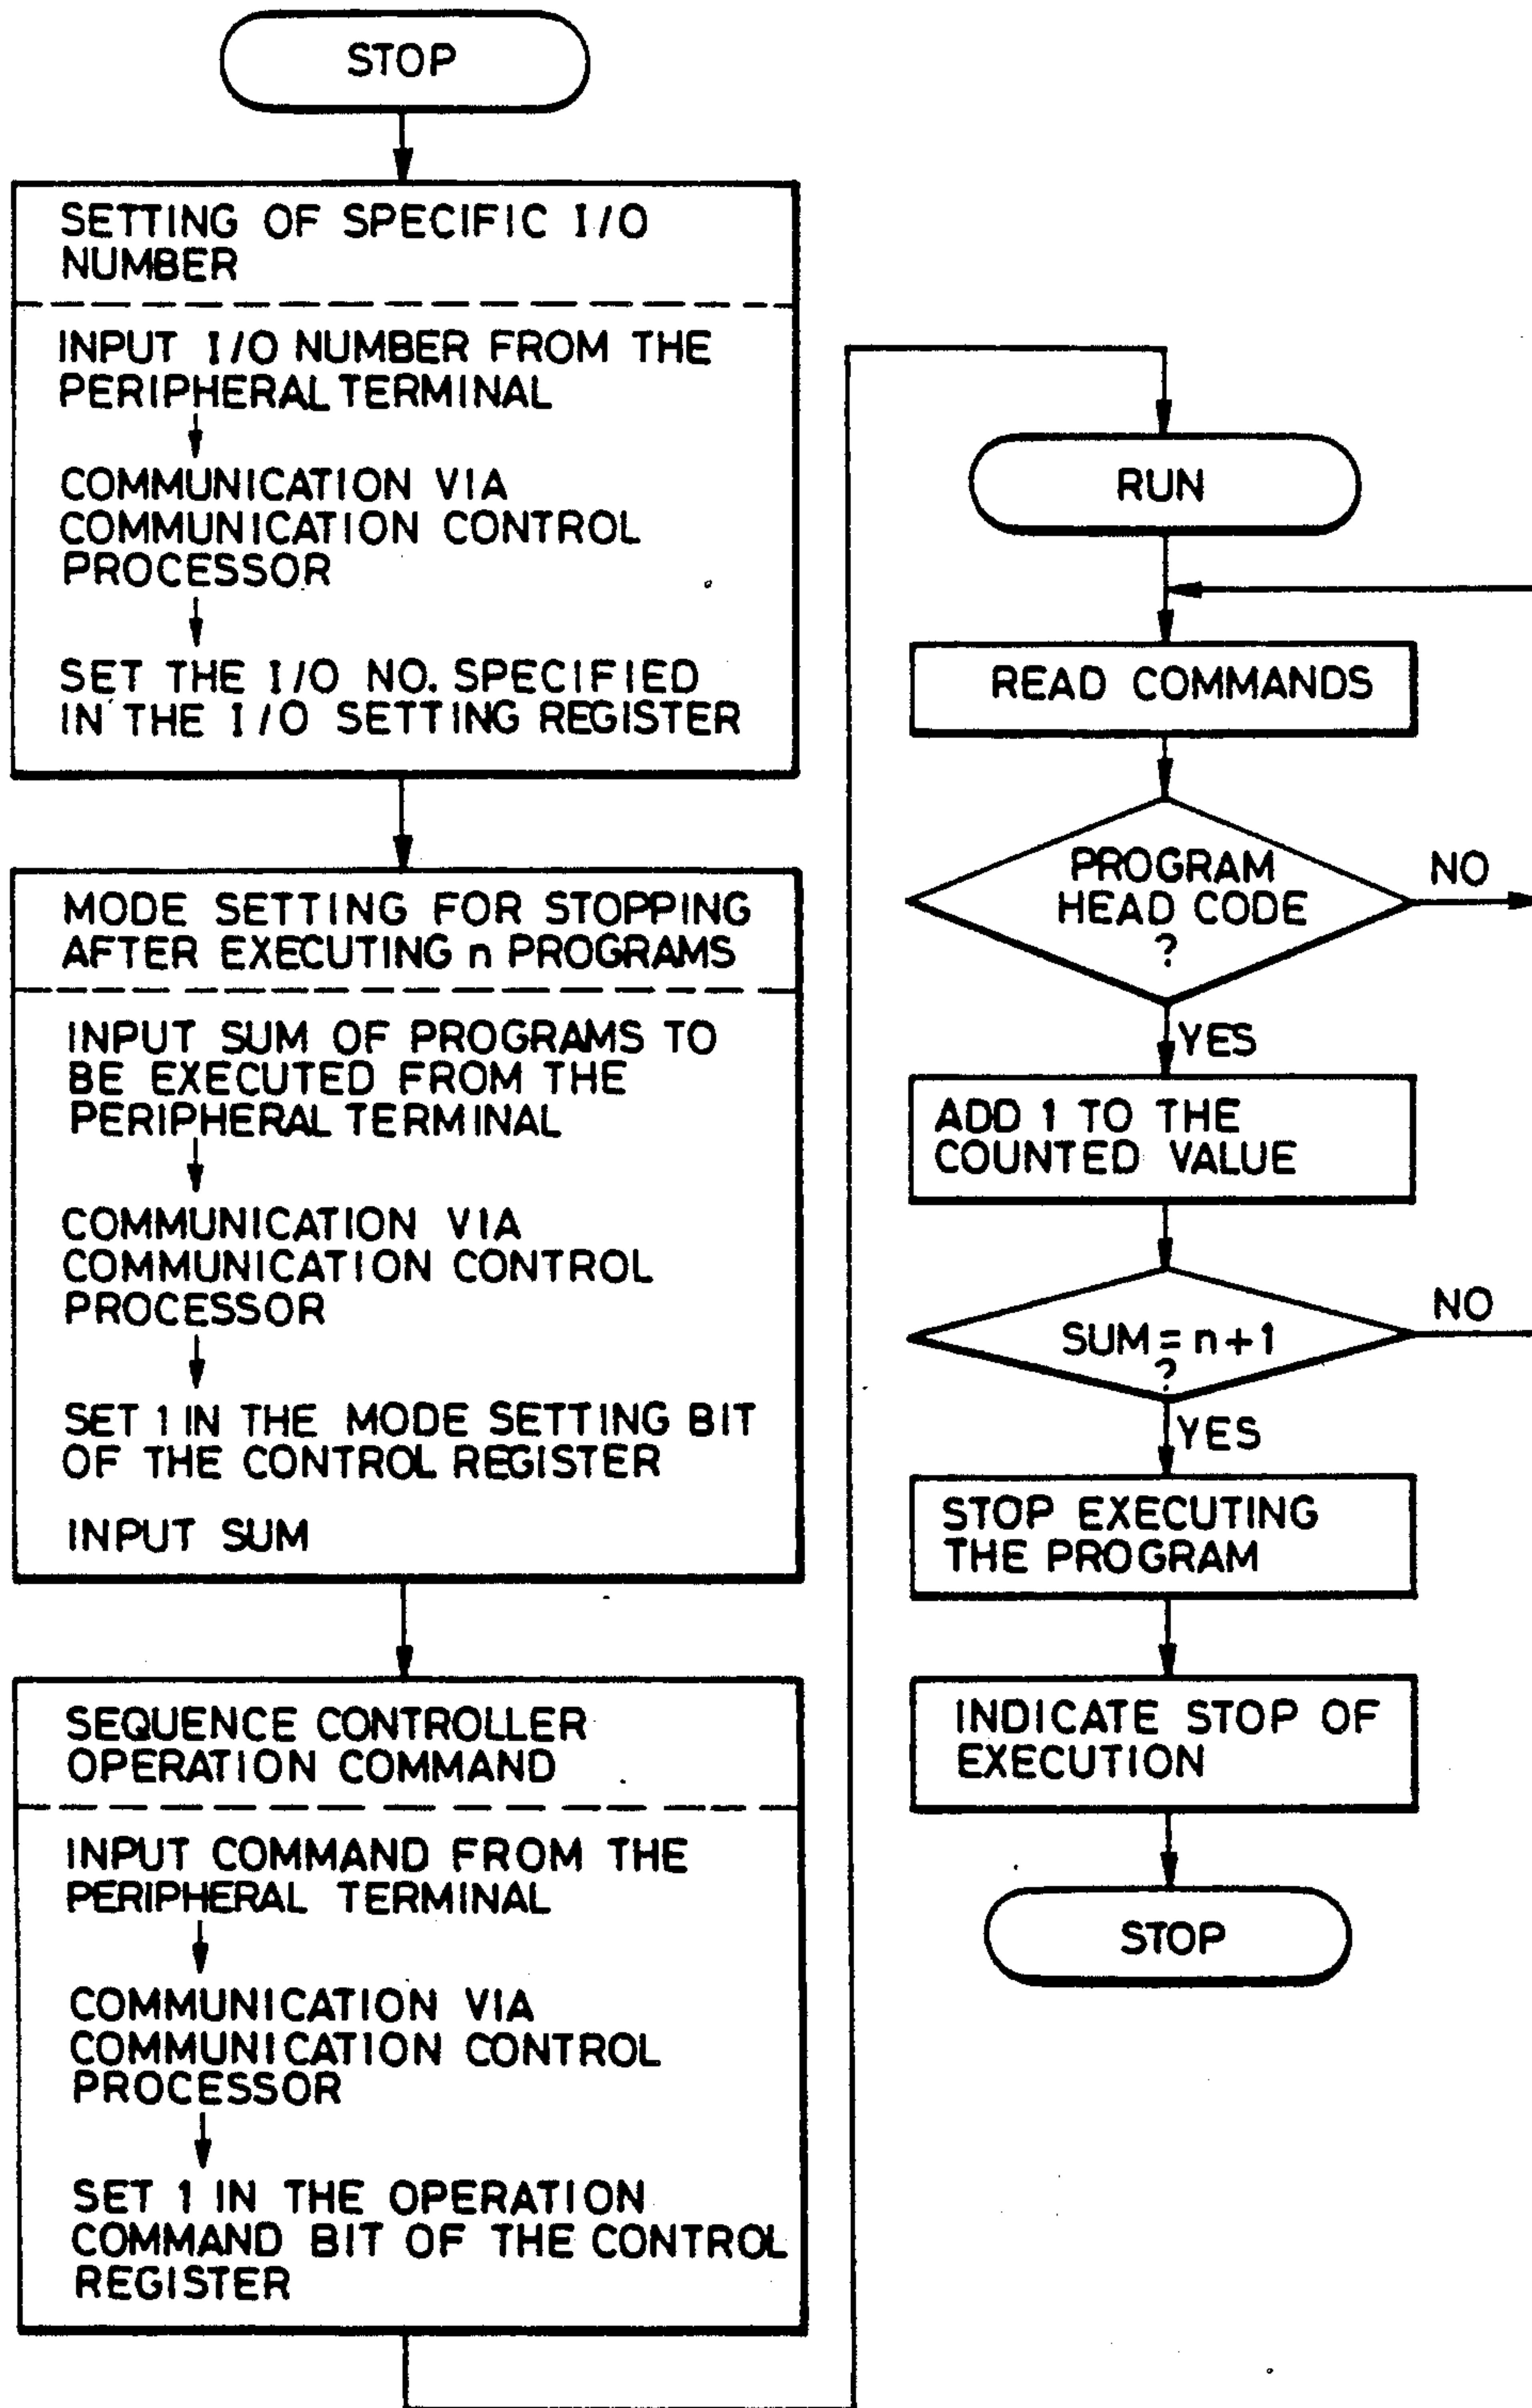 STOP
SETTING OF SPECIFIC I/O
NUMBER
INPUT I/O NUMBER FROM THE
PERIPHERAL TERMINAL
COMMUNICATION VIA
COMMUNICATION CONTROL
PROCESSOR
SET THE I/O NO. SPECIFIED
IN THE I/O SETTING REGISTER
MODE SETTING FOR STOPPING
AFTER EXECUTING n PROGRAMS
INPUT SUM OF PROGRAMS TO
BE EXECUTED FROM THE
PERIPHERAL TERMINAL
COMMUNICATION VIA
COMMUNICATION CONTROL
PROCESSOR
SET 1 IN THE MODE SETTING BIT
OF THE CONTROL REGISTER
INPUT SUM
SEQUENCE CONTROLLER
OPERATION COMMAND
INPUT COMMAND FROM THE
PERIPHERAL TERMINAL
COMMUNICATION VIA
COMMUNICATION CONTROL
PROCESSOR
SET 1 IN THE OPERATION
COMMAND BIT OF THE CONTROL
REGISTER
RUN
READ COMMANDS
PROGRAM
HEAD CODE
?
NO
YES
ADD 1 TO THE
COUNTED VALUE
SUM = n+1
?
NO
YES
STOP EXECUTING
THE PROGRAM
INDICATE STOP OF
EXECUTION
STOP